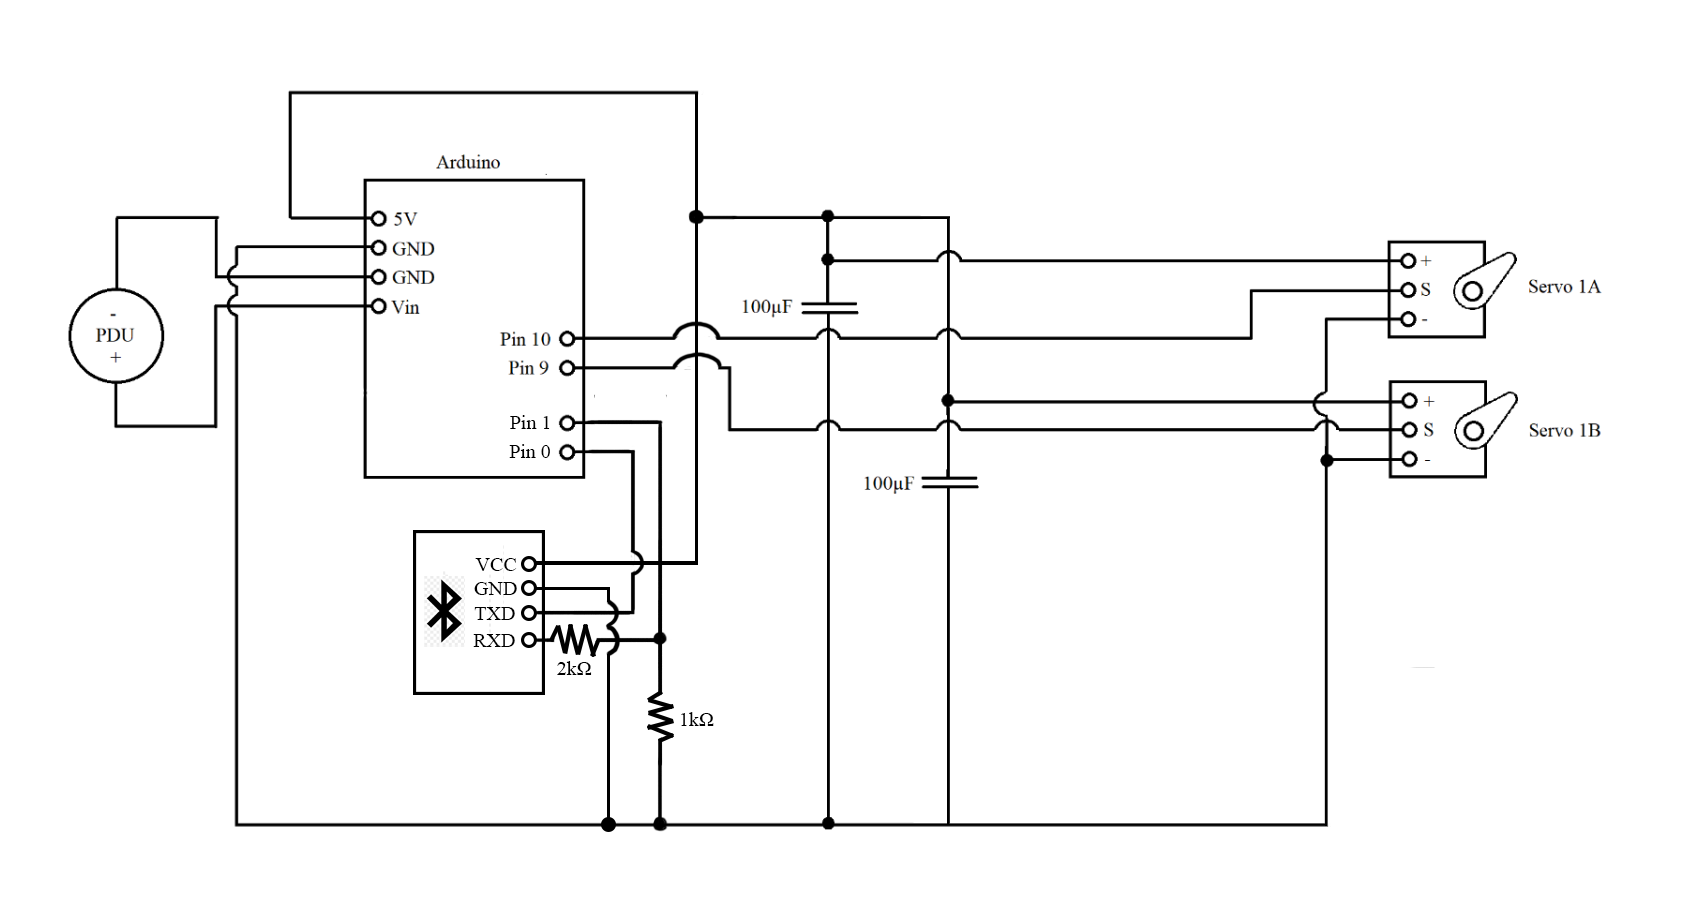 Arduino
5V
GND
GND
Vin
-
PDU
+
Pin 10
Pin 9
Pin 1
Pin 0
100µF
+
S
-
Servo 1A
+
S
-
Servo 1B
100µF
VCC
GND
TXD
RXD
2kΩ
1kΩ